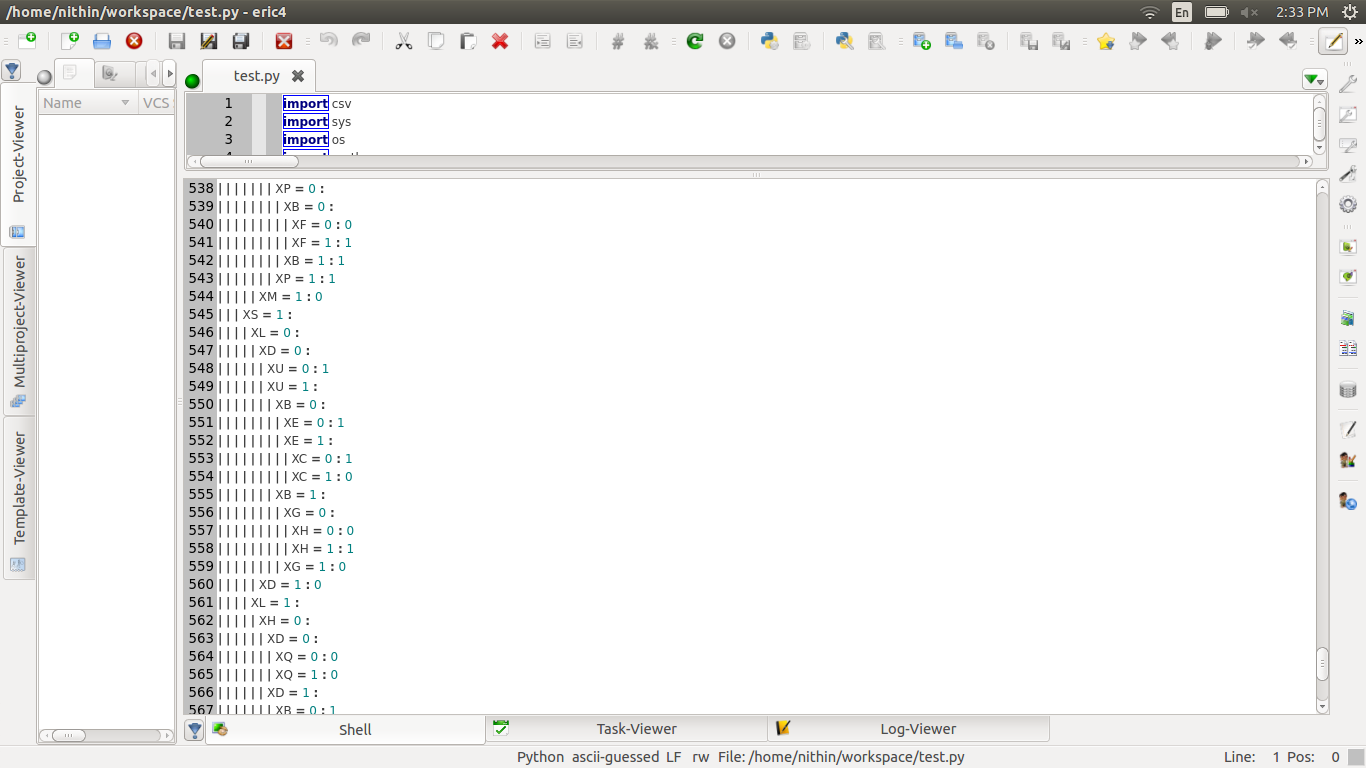 /home/nithin/workspace/test.py - eric4
En
2:33 PM
test.py
Name
VCS
1 import csv
2 import sys
3 import os
538 | | | | | | | XP = 0 :
539 | | | | | | | | XB = 0 :
540 | | | | | | | | | XF = 0 : 0
541 | | | | | | | | | XF = 1 : 1
542 | | | | | | | | XB = 1 : 1
543 | | | | | | | XP = 1 : 1
544 | | | | | XM = 1 : 0
545 | | | XS = 1 :
546 | | | | XL = 0 :
547 | | | | | XD = 0 :
548 | | | | | | XU = 0 : 1
549 | | | | | | XU = 1 :
550 | | | | | | | XB = 0 :
551 | | | | | | | | XE = 0 : 1
552 | | | | | | | | XE = 1 :
553 | | | | | | | | | XC = 0 : 1
554 | | | | | | | | | XC = 1 : 0
555 | | | | | | | XB = 1 :
556 | | | | | | | | XG = 0 :
557 | | | | | | | | | XH = 0 : 0
558 | | | | | | | | | XH = 1 : 1
559 | | | | | | | | XG = 1 : 0
560 | | | | | XD = 1 : 0
561 | | | | XL = 1 :
562 | | | | | XH = 0 :
563 | | | | | | XD = 0 :
564 | | | | | | | XQ = 0 : 0
565 | | | | | | | XQ = 1 : 0
566 | | | | | | XD = 1 :
567 | | | | | | | XB = 0 : 1
Project-Viewer
Multiproject-Viewer
Template-Viewer
Shell
Task-Viewer
Log-Viewer
Python ascii-guessed LF rw File: /home/nithin/workspace/test.py Line: 1 Pos: 0